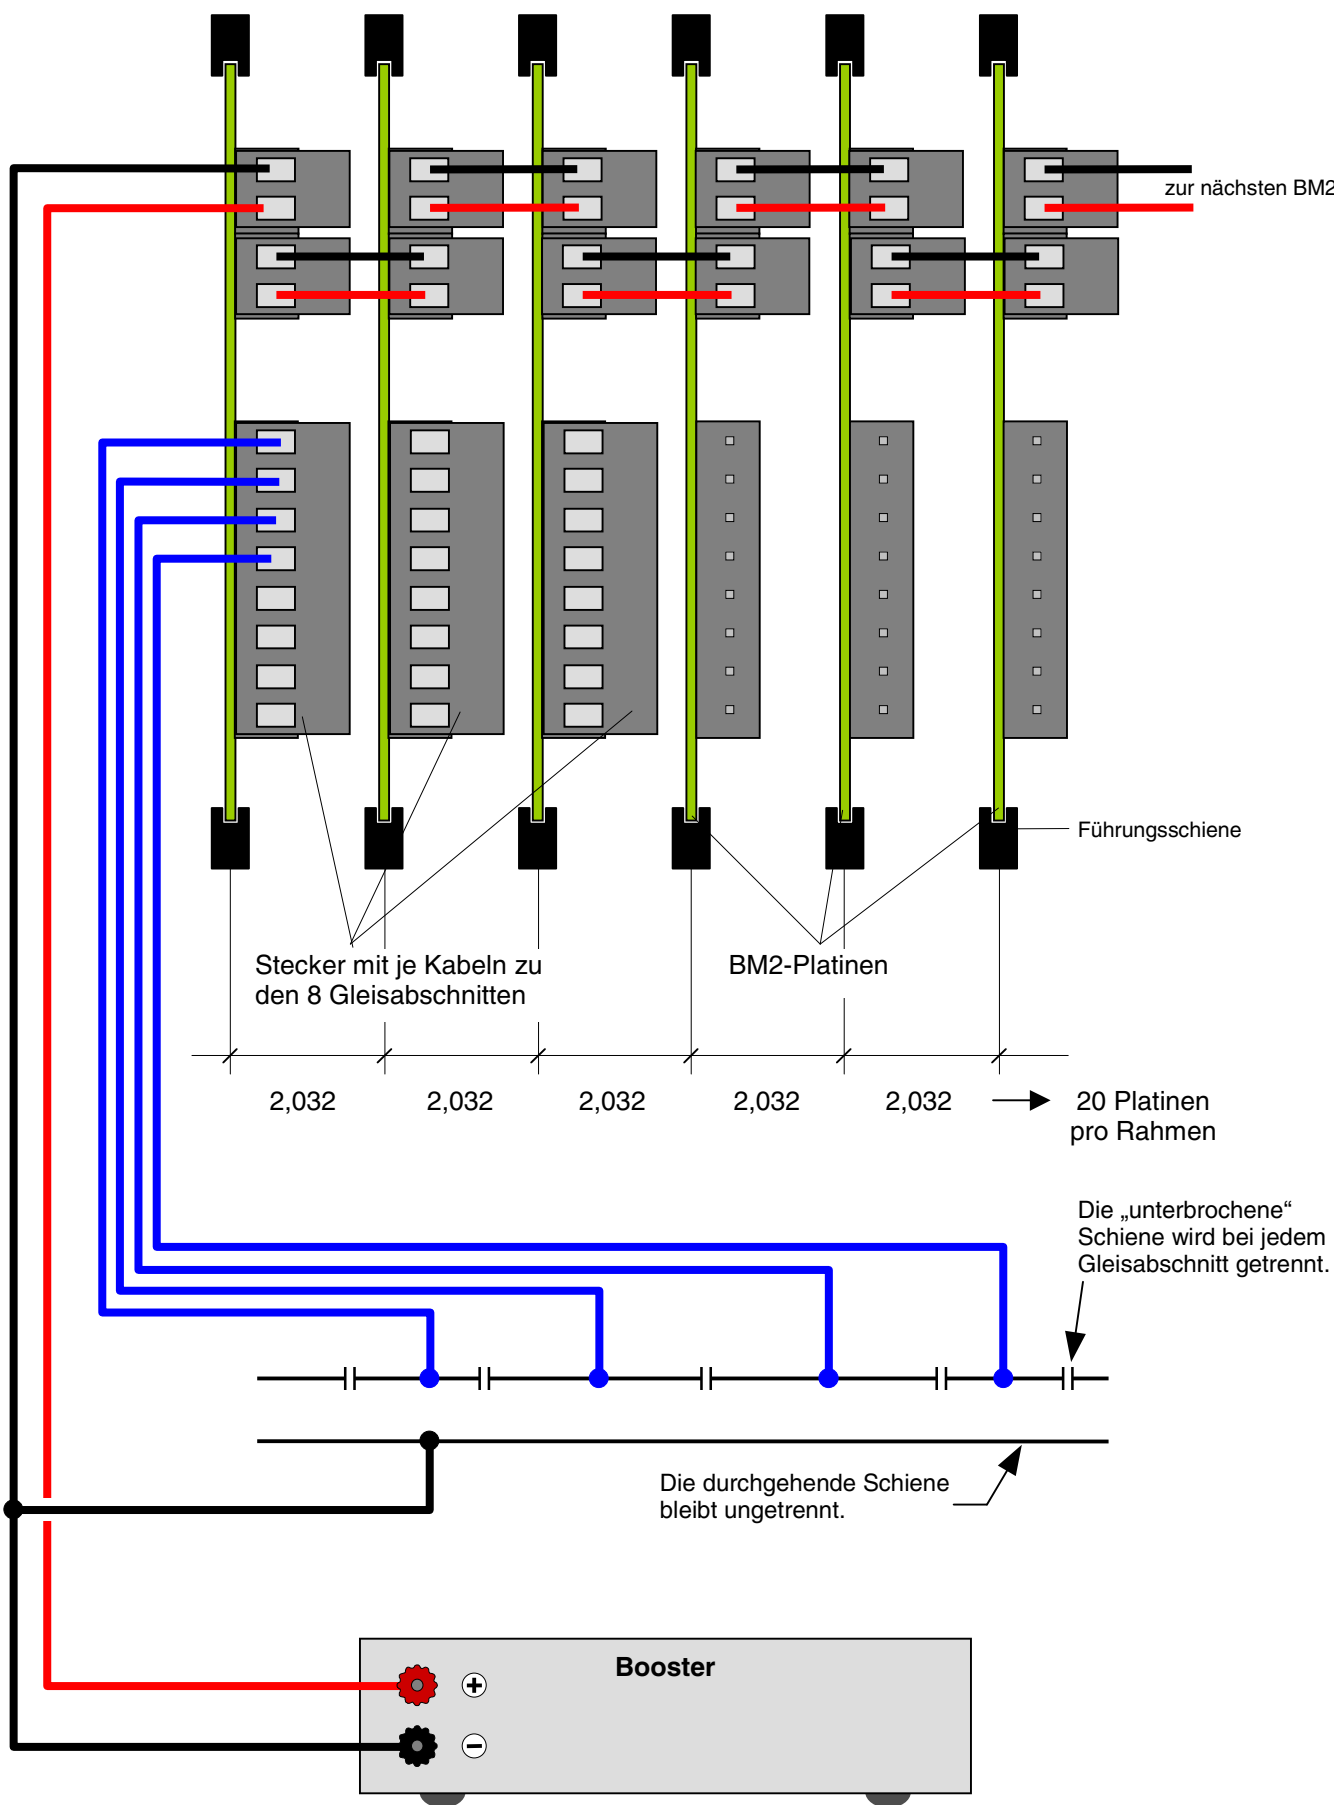 zur nächsten BM2
Führungsschiene
Stecker mit je Kabeln zu
den 8 Gleisabschnitten
BM2-Platinen
2,032
2,032
2,032
2,032
2,032
20 Platinen
pro Rahmen
Die „unterbrochene“
Schiene wird bei jedem
Gleisabschnitt getrennt.
Die durchgehende Schiene
bleibt ungetrennt.
Booster
+
−